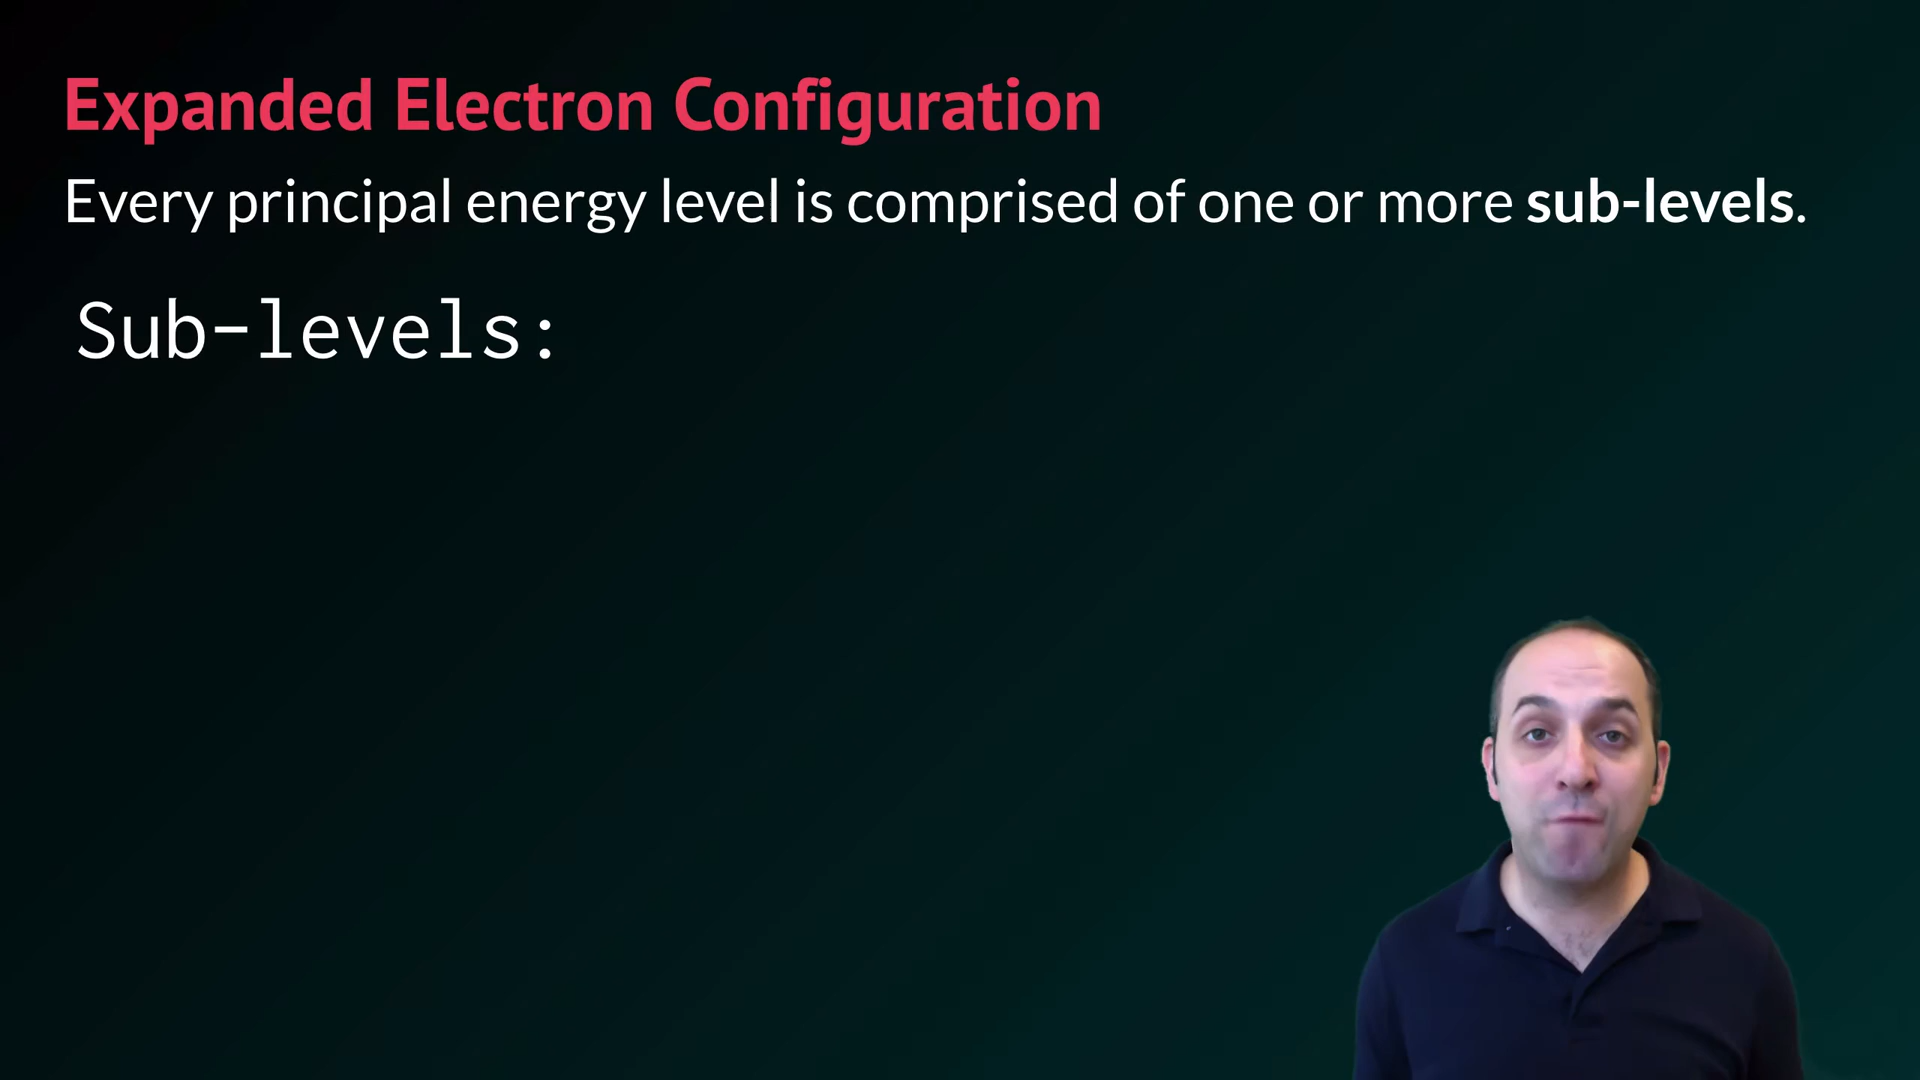 Expanded Electron Configuration
Every principal energy level is comprised of one or more sub-levels.
Sub-levels: